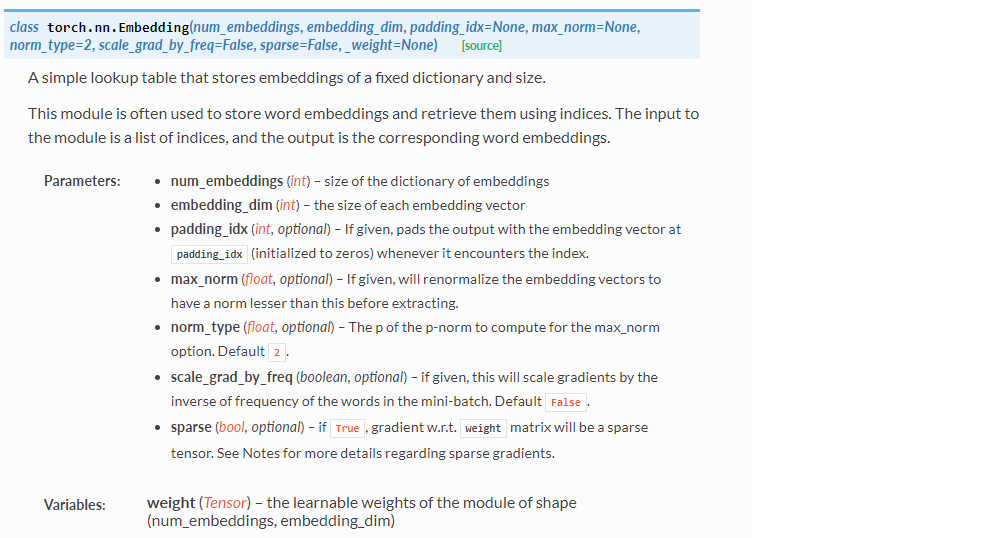 class torch.nn.Embedding(num_embeddings, embedding_dim, padding_idx=None, max_norm=None,
norm_type=2, scale_grad_by_freq=False, sparse=False, _weight=None) [source]
A simple lookup table that stores embeddings of a fixed dictionary and size.
This module is often used to store word embeddings and retrieve them using indices. The input to
the module is a list of indices, and the output is the corresponding word embeddings.
Parameters:
• num_embeddings (int) – size of the dictionary of embeddings
• embedding_dim (int) – the size of each embedding vector
• padding_idx (int, optional) – If given, pads the output with the embedding vector at
padding_idx (initialized to zeros) whenever it encounters the index.
• max_norm (float, optional) – If given, will renormalize the embedding vectors to
have a norm lesser than this before extracting.
• norm_type (float, optional) – The p of the p-norm to compute for the max_norm
option. Default 2.
• scale_grad_by_freq (boolean, optional) – if given, this will scale gradients by the
inverse of frequency of the words in the mini-batch. Default False.
• sparse (bool, optional) – if True, gradient w.r.t. weight matrix will be a sparse
tensor. See Notes for more details regarding sparse gradients.
Variables:
weight (Tensor) – the learnable weights of the module of shape
(num_embeddings, embedding_dim)